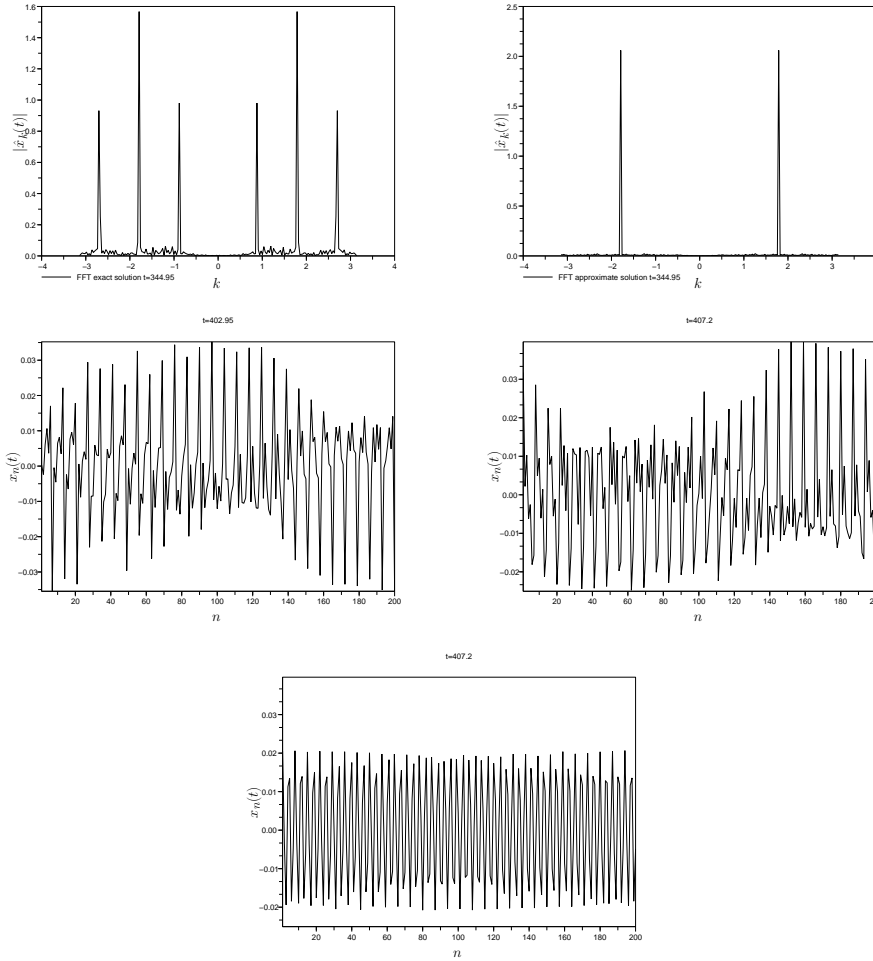 1.6
1.4
1.2
1.0
0.8
0.6
0.4
0.2
0.0
|x̂_k(t)|
−4 −3 −2 −1 0 1 2 3 4
k
FFT exact solution t=344.95
2.5
2.0
1.5
1.0
0.5
0.0
|x̂_k(t)|
−4 −3 −2 −1 0 1 2 3
k
FFT approximate solution t=344.95
t=402.95
0.03
0.02
0.01
0.00
−0.01
−0.02
−0.03
x_n(t)
20 40 60 80 100 120 140 160 180 200
n
t=407.2
0.03
0.02
0.01
0.00
−0.01
−0.02
x_n(t)
20 40 60 80 100 120 140 160 180 200
n
t=407.2
0.03
0.02
0.01
0.00
−0.01
−0.02
x_n(t)
20 40 60 80 100 120 140 160 180 200
n